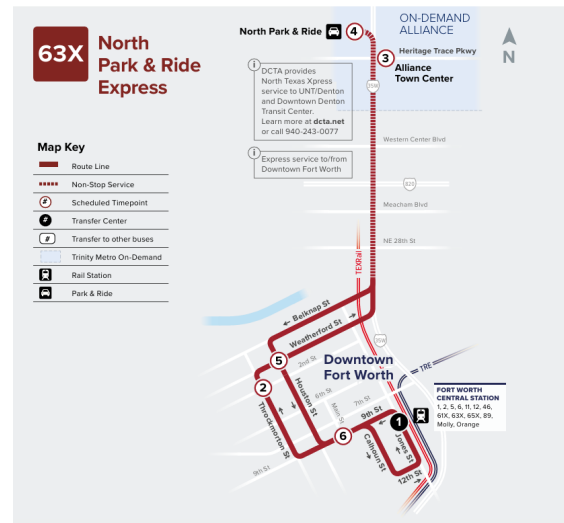 63X
North
Park & Ride
Express
ON-DEMAND
ALLIANCE
North Park & Ride
4
Heritage Trace Pkwy
N
3
Alliance
Town Center
i
DCTA provides
North Texas Xpress
service to UNT/Denton
and Downtown Denton
Transit Center.
Learn more at dcta.net
or call 940-243-0077
35W
Western Center Blvd
i
Express service to/from
Downtown Fort Worth
820
Meacham Blvd
NE 28th St
Map Key
Route Line
Non-Stop Service
# Scheduled Timepoint
# Transfer Center
# Transfer to other buses
Trinity Metro On-Demand
Rail Station
Park & Ride
TEXRail
← Belknap St
Weatherford St →
35W
5
2nd St
Downtown
Fort Worth
TRE
2
Houston St
6th St
7th St
Main St
Throckmorton St
9th St
1
6
Calhoun St
Jones St
9th St
12th St
FORT WORTH
CENTRAL STATION
1, 2, 5, 6, 11, 12, 46,
61X, 63X, 65X, 89,
Molly, Orange